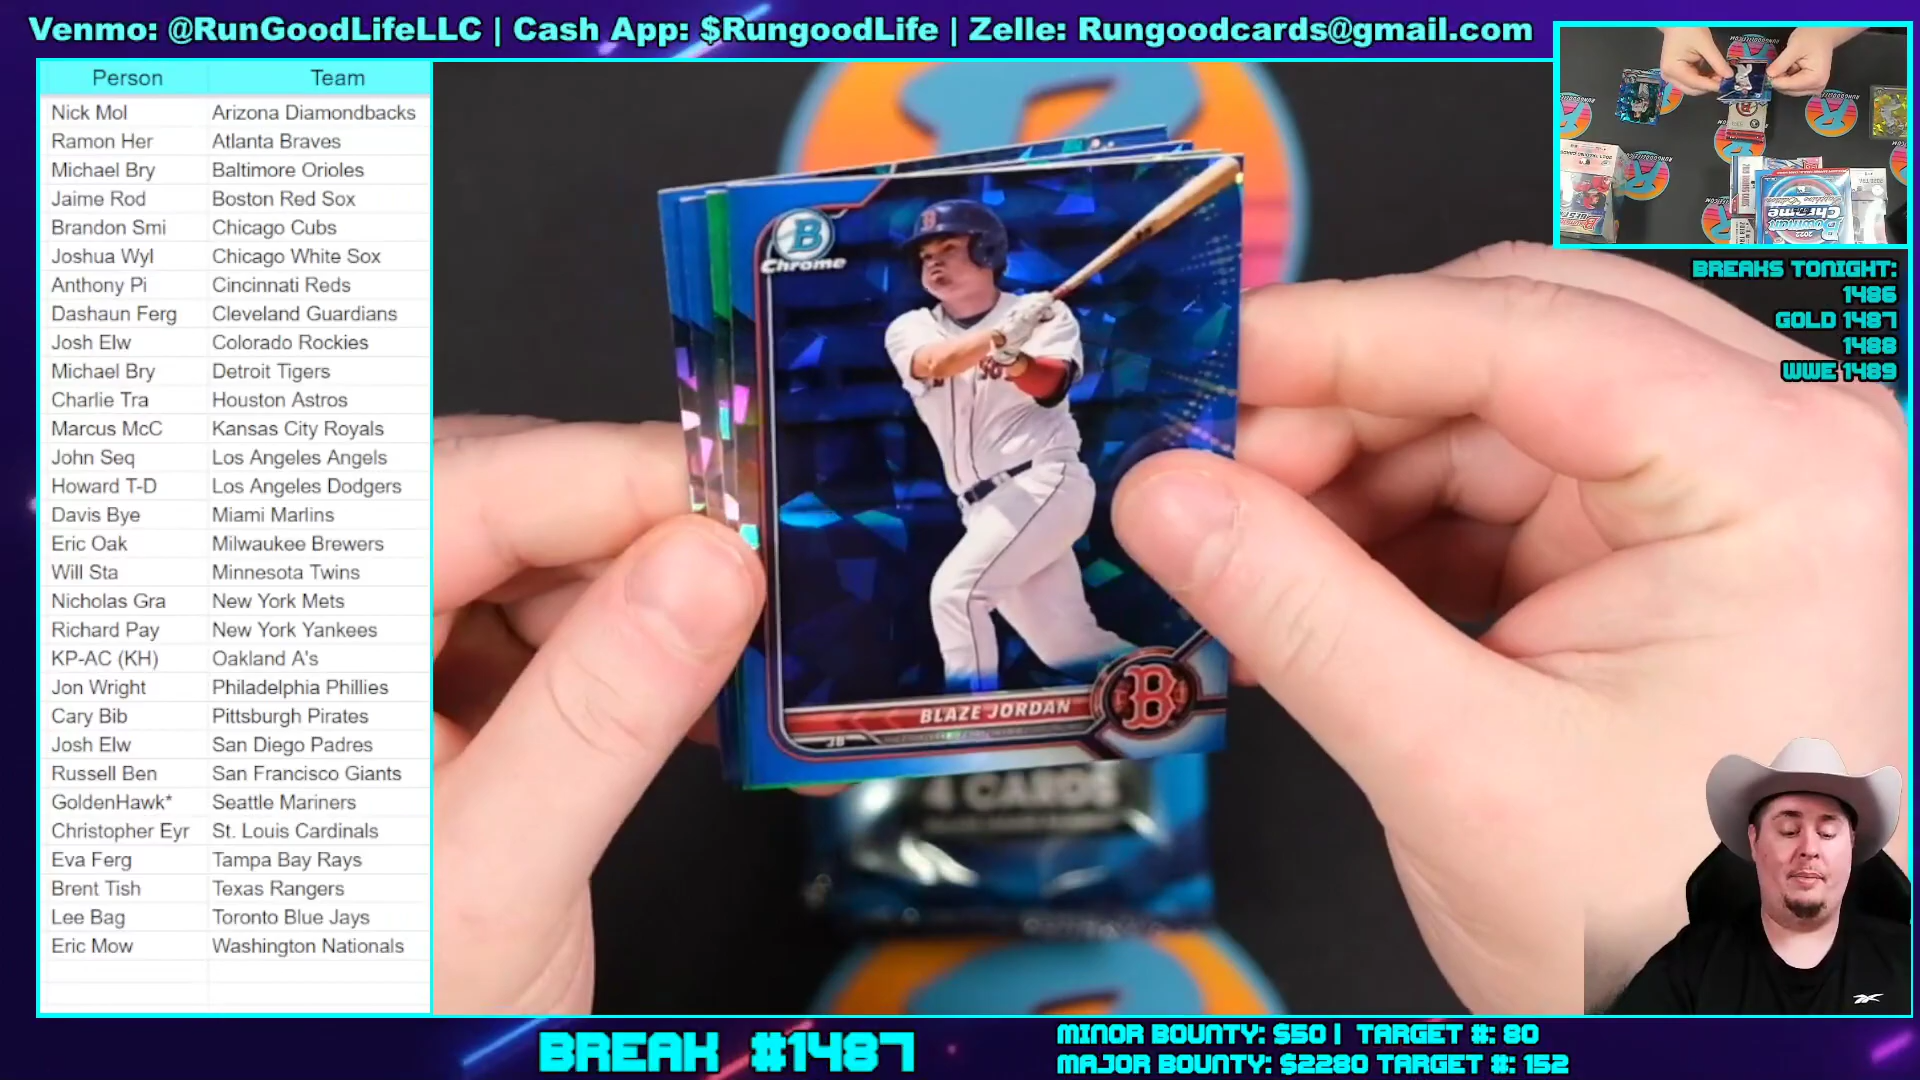 Venmo: @RunGoodLifeLLC | Cash App: $RungoodLife | Zelle: Rungoodcards@gmail.com
Person Team
Nick Mol Arizona Diamondbacks
Ramon Her Atlanta Braves
Michael Bry Baltimore Orioles
Jaime Rod Boston Red Sox
Brandon Smi Chicago Cubs
Joshua Wyl Chicago White Sox
Anthony Pi Cincinnati Reds
Dashaun Ferg Cleveland Guardians
Josh Elw Colorado Rockies
Michael Bry Detroit Tigers
Charlie Tra Houston Astros
Marcus McC Kansas City Royals
John Seq Los Angeles Angels
Howard T-D Los Angeles Dodgers
Davis Bye Miami Marlins
Eric Oak Milwaukee Brewers
Will Sta Minnesota Twins
Nicholas Gra New York Mets
Richard Pay New York Yankees
KP-AC (KH) Oakland A's
Jon Wright Philadelphia Phillies
Cary Bib Pittsburgh Pirates
Josh Elw San Diego Padres
Russell Ben San Francisco Giants
GoldenHawk* Seattle Mariners
Christopher Eyr St. Louis Cardinals
Eva Ferg Tampa Bay Rays
Brent Tish Texas Rangers
Lee Bag Toronto Blue Jays
Eric Mow Washington Nationals
B
Chrome
B
BLAZE JORDAN
B
JB
4 CARDS
Bowman
Chrome
2022
BREAKS TONIGHT:
1486
GOLD 1487
1488
WWE 1489
BREAK #1487
MINOR BOUNTY: $50 | TARGET #: 80
MAJOR BOUNTY: $2280 TARGET #: 152